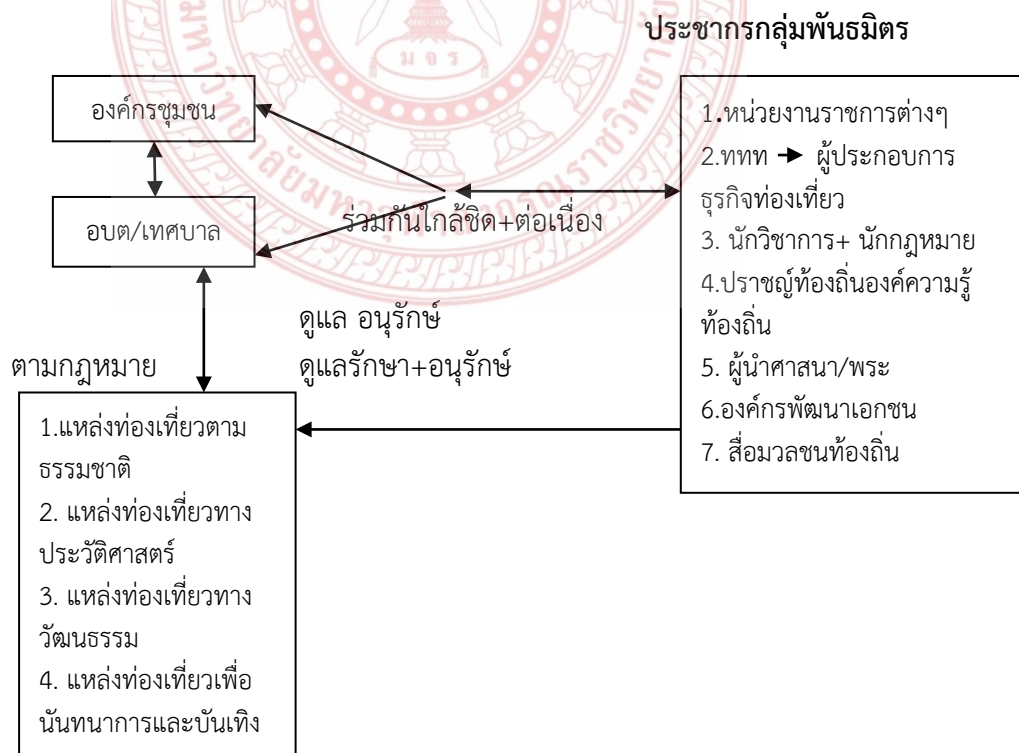 ประชากรกลุ่มพันธมิตร
องค์กรชุมชน
อบต/เทศบาล
ร่วมกันใกล้ชิด+ต่อเนื่อง
1.หน่วยงานราชการต่างๆ
2.ททท → ผู้ประกอบการ
ธุรกิจท่องเที่ยว
3. นักวิชาการ+ นักกฎหมาย
4.ปราชญ์ท้องถิ่นองค์ความรู้
ท้องถิ่น
5. ผู้นำศาสนา/พระ
6.องค์กรพัฒนาเอกชน
7. สื่อมวลชนท้องถิ่น
ดูแล อนุรักษ์
ตามกฎหมาย
ดูแลรักษา+อนุรักษ์
1.แหล่งท่องเที่ยวตาม
ธรรมชาติ
2. แหล่งท่องเที่ยวทาง
ประวัติศาสตร์
3. แหล่งท่องเที่ยวทาง
วัฒนธรรม
4. แหล่งท่องเที่ยวเพื่อ
นันทนาการและบันเทิง
มจร